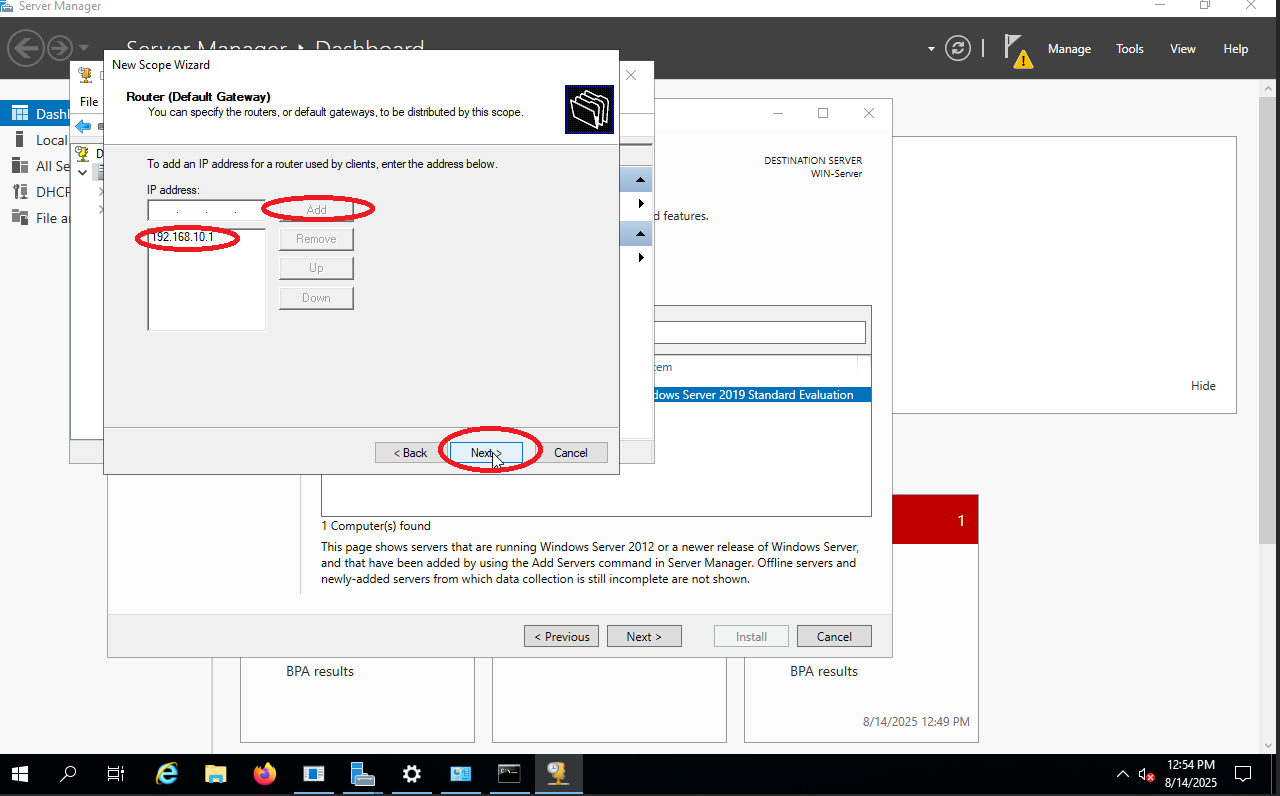 Server Manager
Server Manager • Dashboard
Manage
Tools
View
Help
New Scope Wizard
Router (Default Gateway)
You can specify the routers, or default gateways, to be distributed by this scope.
To add an IP address for a router used by clients, enter the address below.
IP address:
. . .
Add
192.168.10.1
Remove
Up
Down
< Back
Next >
Cancel
File
D
Dashb
Local
All Se
DHCP
File an
DESTINATION SERVER
WIN-Server
d features.
tem
dows Server 2019 Standard Evaluation
1 Computer(s) found
This page shows servers that are running Windows Server 2012 or a newer release of Windows Server,
and that have been added by using the Add Servers command in Server Manager. Offline servers and
newly-added servers from which data collection is still incomplete are not shown.
< Previous
Next >
Install
Cancel
Hide
1
BPA results
BPA results
8/14/2025 12:49 PM
12:54 PM
8/14/2025